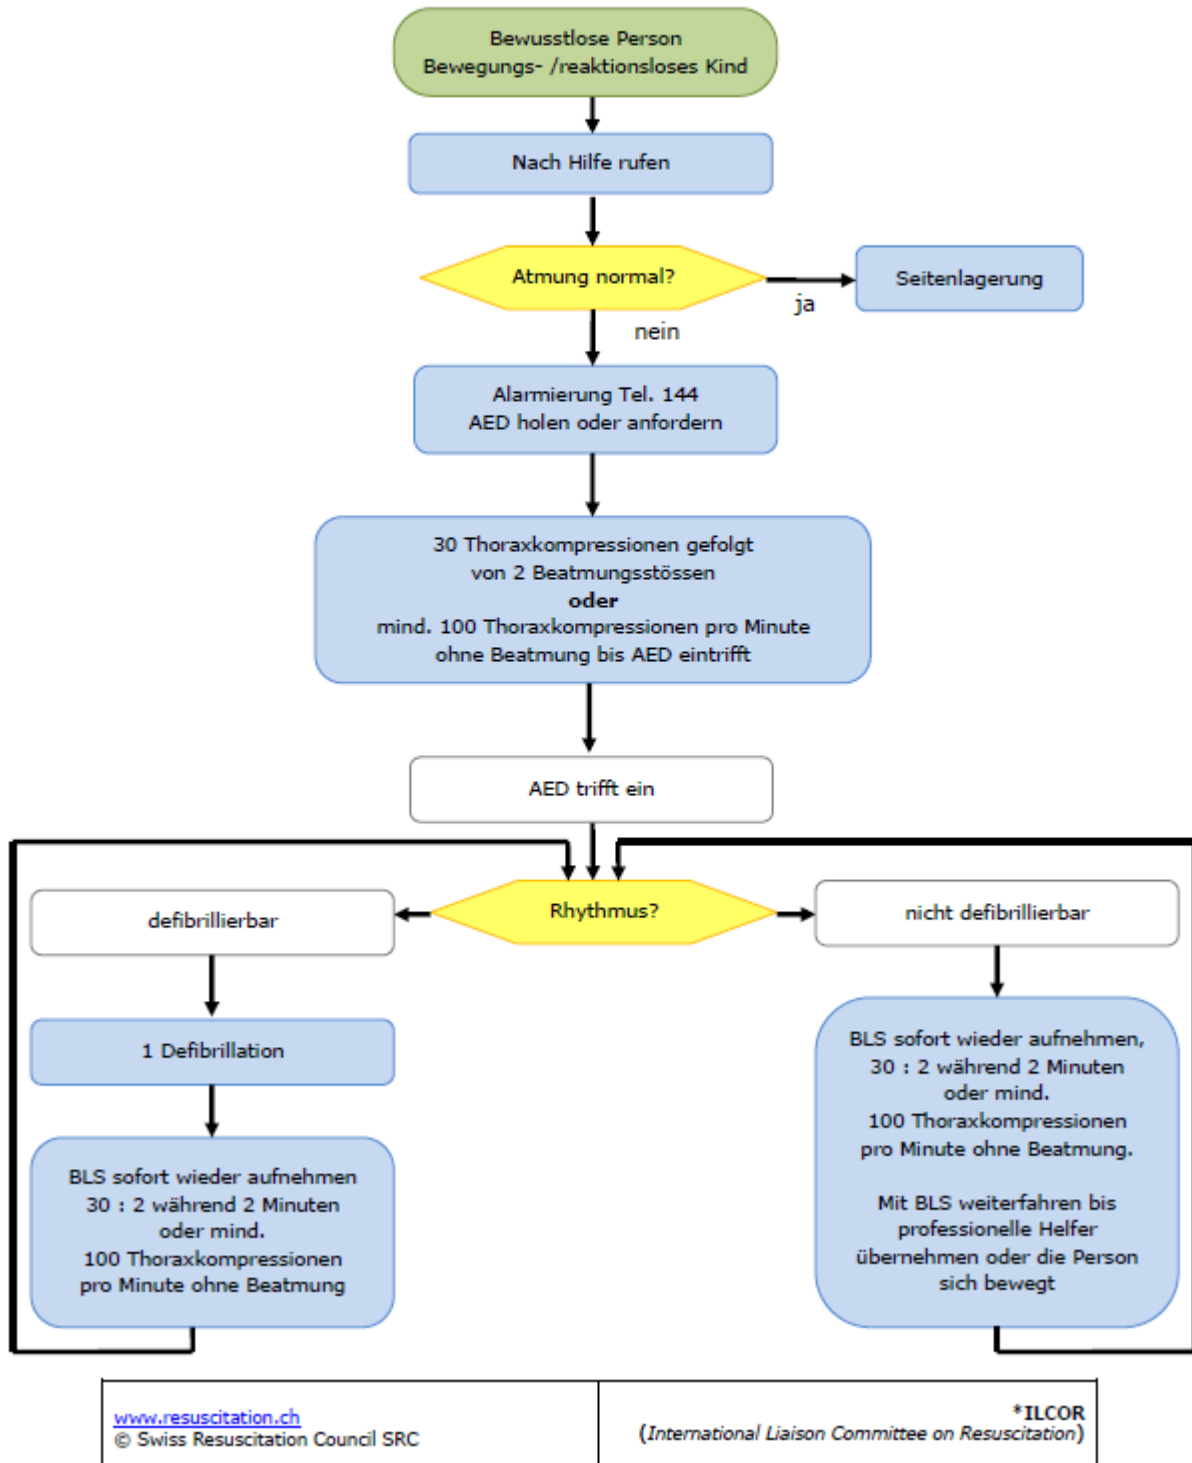 Bewusstlose Person
Bewegungs- /reaktionsloses Kind
Nach Hilfe rufen
Atmung normal?
ja
Seitenlagerung
nein
Alarmierung Tel. 144
AED holen oder anfordern
30 Thoraxkompressionen gefolgt
von 2 Beatmungsstössen
oder
mind. 100 Thoraxkompressionen pro Minute
ohne Beatmung bis AED eintrifft
AED trifft ein
Rhythmus?
defibrillierbar
1 Defibrillation
BLS sofort wieder aufnehmen
30 : 2 während 2 Minuten
oder mind.
100 Thoraxkompressionen
pro Minute ohne Beatmung
nicht defibrillierbar
BLS sofort wieder aufnehmen,
30 : 2 während 2 Minuten
oder mind.
100 Thoraxkompressionen
pro Minute ohne Beatmung.
Mit BLS weiterfahren bis
professionelle Helfer
übernehmen oder die Person
sich bewegt
www.resuscitation.ch
© Swiss Resuscitation Council SRC
*ILCOR
(International Liaison Committee on Resuscitation)